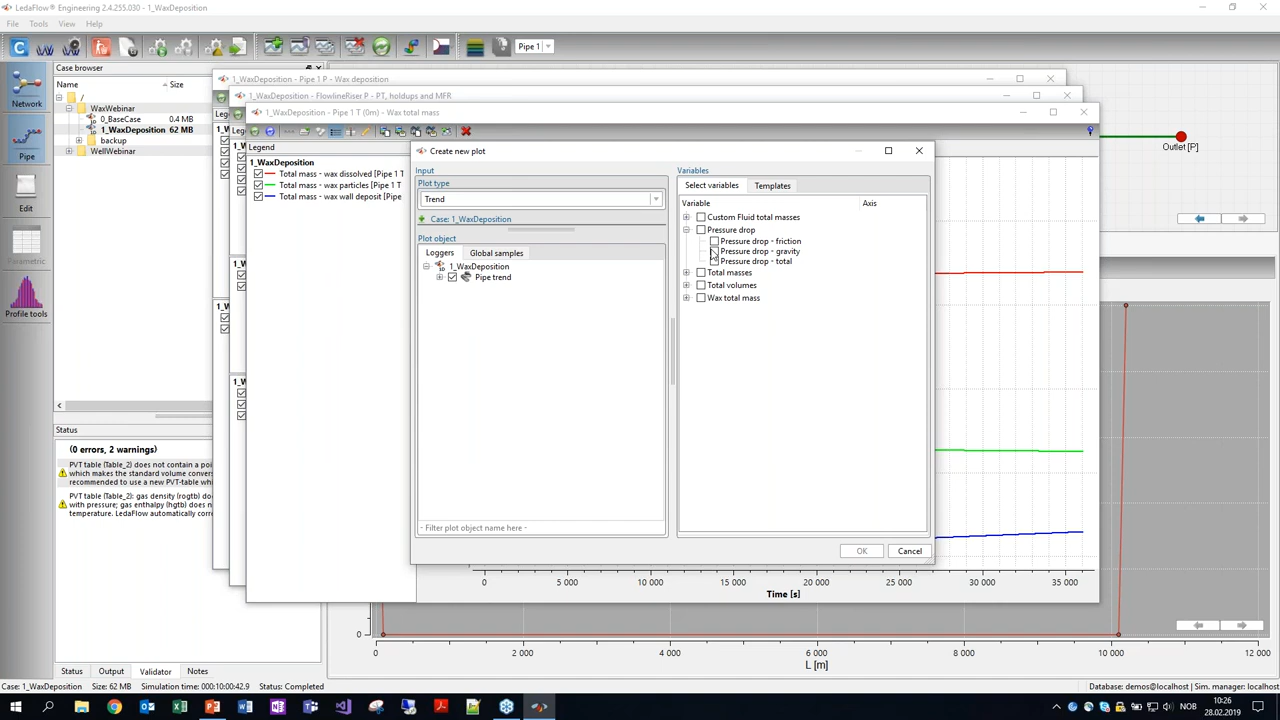 LedaFlow® Engineering 2.4.255.030 - 1_WaxDeposition
File Tools View Help
Pipe 1
Case browser
Name Size
/
WaxWebinar
0_BaseCase 0.4 MB
1_WaxDeposition 62 MB
backup
WellWebinar
Network
Pipe
Edit
Parametric
Profile tools
1_WaxDeposition - Pipe 1 P - Wax deposition
1_WaxDeposition - FlowlineRiser P - PT, holdups and MFR
1_WaxDeposition - Pipe 1 T (0m) - Wax total mass
Legend
1_WaxDeposition
Total mass - wax dissolved [Pipe 1 T
Total mass - wax particles [Pipe 1 T
Total mass - wax wall deposit [Pipe
Create new plot
Input
Plot type
Trend
Case: 1_WaxDeposition
Plot object
Loggers Global samples
1_WaxDeposition
Pipe trend
- Filter plot object name here -
Variables
Select variables Templates
Variable Axis
Custom Fluid total masses
Pressure drop
Pressure drop - friction
Pressure drop - gravity
Pressure drop - total
Total masses
Total volumes
Wax total mass
OK Cancel
Outlet [P]
0 5 000 10 000 15 000 20 000 25 000 30 000 35 000
Time [s]
0
0 2 000 4 000 6 000 8 000 10 000 12 000
L [m]
Status
(0 errors, 2 warnings)
PVT table (Table_2) does not contain a poi
which makes the standard volume convers
recommended to use a new PVT-table whi
PVT table (Table_2): gas density (rogtb) do
with pressure; gas enthalpy (hgtb) does n
temperature. LedaFlow automatically corre
Status Output Validator Notes
Case: 1_WaxDeposition Size: 62 MB Simulation time: 000:10:00:42.9 Status: Completed
Database: demos@localhost | Sim. manager: localhost
NOB
10:26
28.02.2019